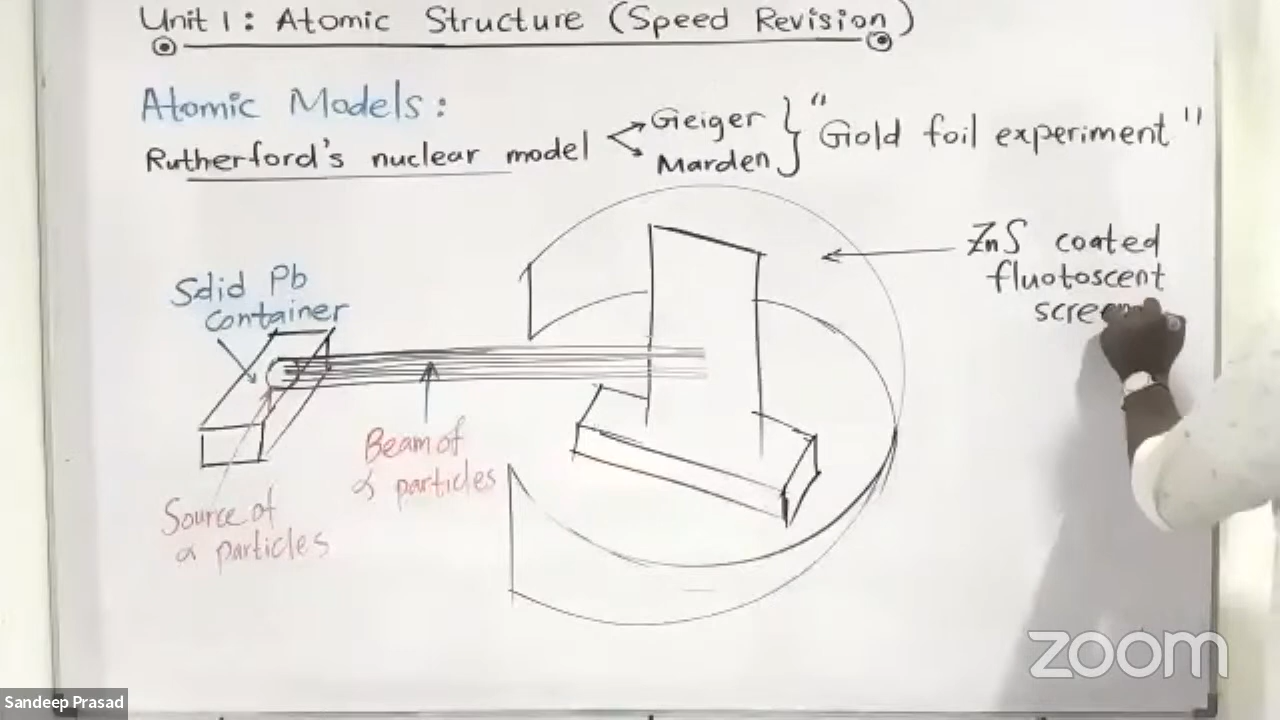 Unit 1: Atomic Structure (Speed Revision)
Atomic Models:
Rutherford's nuclear model
Geiger
Marden
"Gold foil experiment"
ZnS coated
fluotoscent
Solid Pb
container
Beam of
α particles
Source of
α particles
zoom
Sandeep Prasad